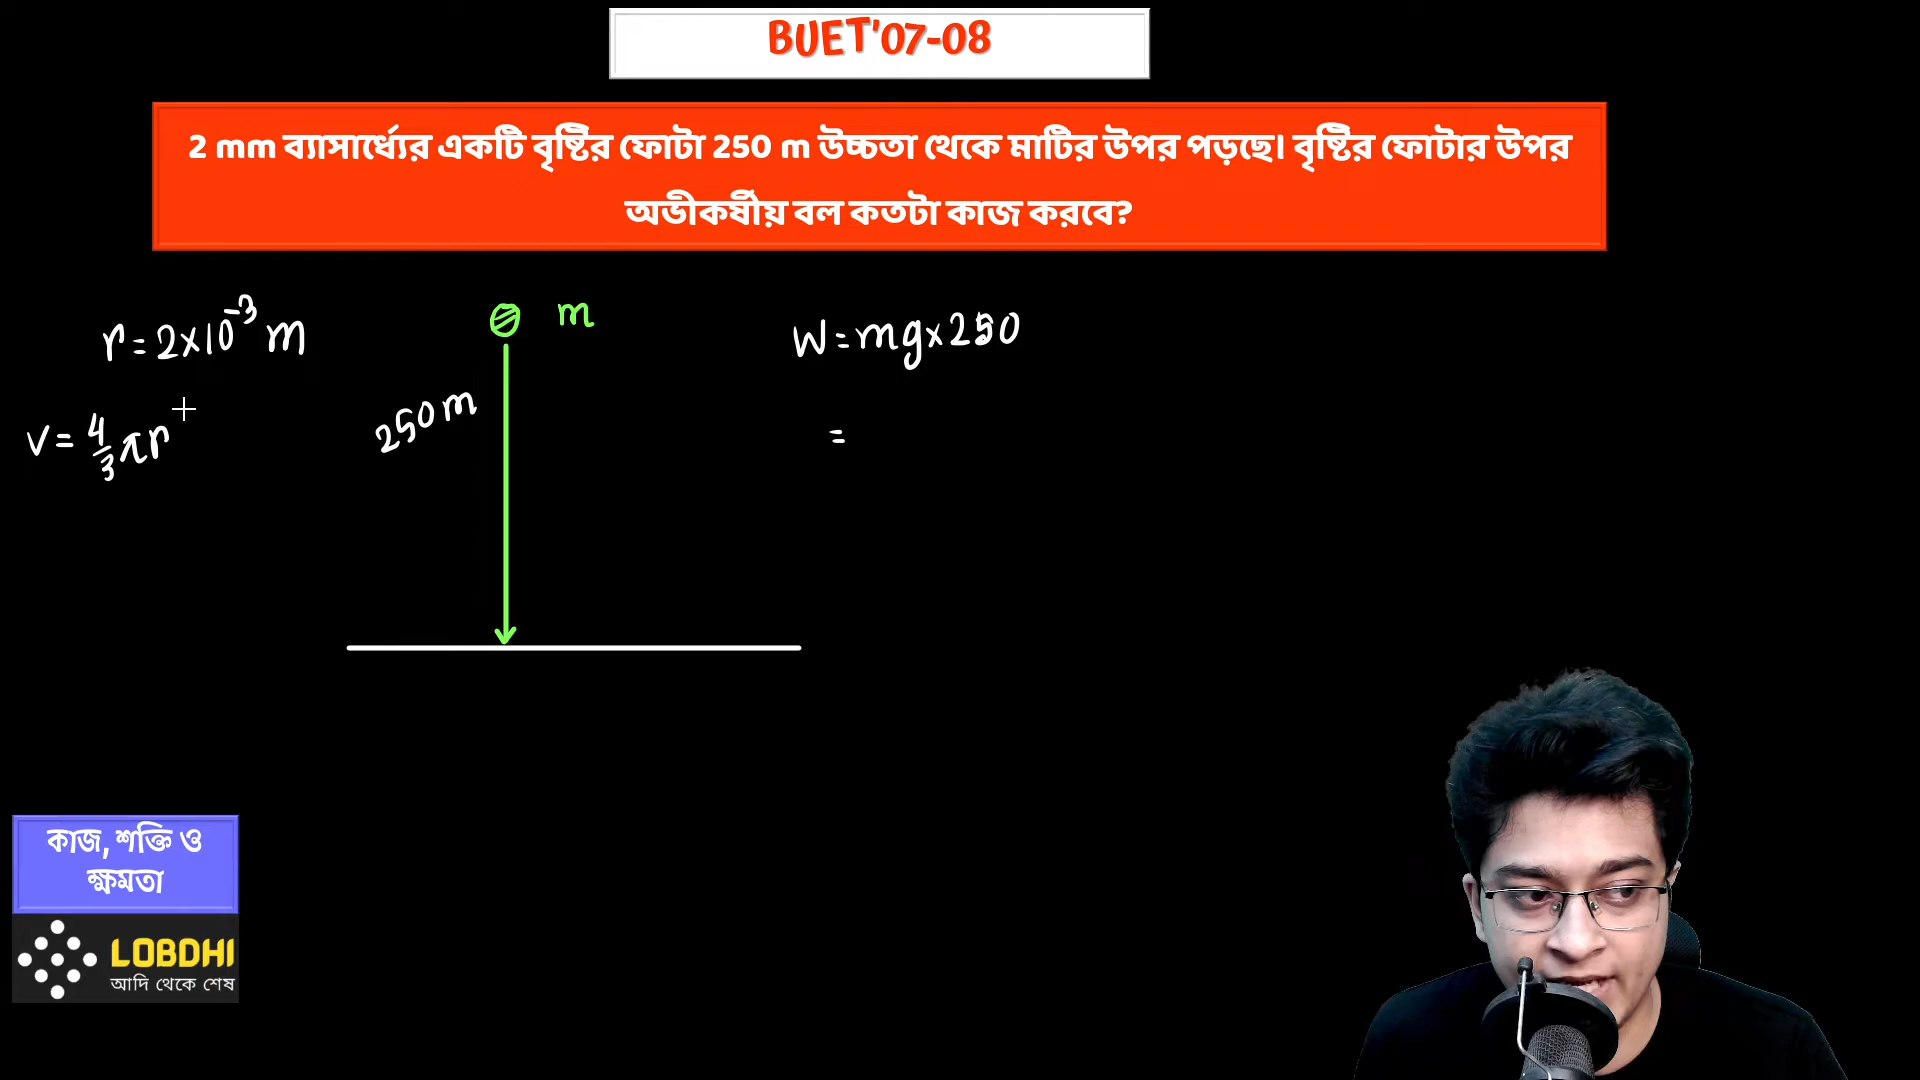 BUET'07-08
2 mm ব্যাসার্ধ্যের একটি বৃষ্টির ফোটা 250 m উচ্চতা থেকে মাটির উপর পড়ছে। বৃষ্টির ফোটার উপর
অভীকর্ষীয় বল কতটা কাজ করবে?
r = 2×10⁻³ m
m
W = mg×250
250 m
V = 4/3 πr
=
কাজ, শক্তি ও
ক্ষমতা
LOBDHI
আদি থেকে শেষ